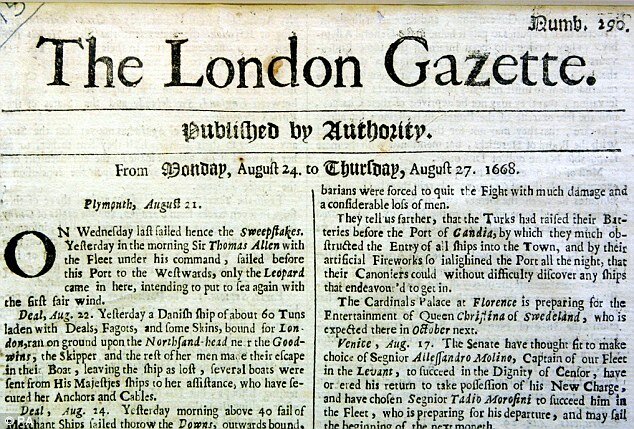 Numb. 290.
The London Gazette.
Published by Authority.
From Monday, August 24. to Thursday, August 27. 1668.
Plymouth, August 21.
ON Wednesday last sailed hence the Sweepstakes.
Yesterday in the morning Sir Thomas Allen with
the Fleet under his command, sailed before
this Port to the Westwards, only the Leopard
came in here, intending to put to sea again with
the first fair wind.
Deal, Aug. 22. Yesterday a Danish ship of about 60 Tuns
laden with Deals, Fagots, and some Skins, bound for Lon-
don, ran on ground upon the Northsand-head near the Good-
wins, the Skipper and the rest of her men made their escape
in their Boat, leaving the ship as lost, several boats were
sent from His Majesties ships to her assistance, who have se-
cured her Anchors and Cables.
Deal, Aug. 24. Yesterday morning above 40 sail of
Merchant Ships sailed thorow the Downs, outwards bound,
barians were forced to quit the Fight with much damage and
a considerable loss of men.
They tell us farther, that the Turks had raised their Bat-
teries before the Port of Candia, by which they much ob-
structed the Entry of all ships into the Town, and by their
artificial Fireworks so inlighned the Port all the night, that
their Canoniers could without difficulty discover any ships
that endeavour'd to get in.
The Cardinals Palace at Florence is preparing for the
Entertainment of Queen Christina of Swedeland, who is
expected there in October next.
Venice, Aug. 17. The Senate have thought fit to make
choice of Segnior Allessandro Molino, Captain of our Fleet
in the Levant, to succeed in the Dignity of Censor, have
or ered his return to take possession of his New Charge,
and have chosen Segnior Tadio Morosini to succeed him in
the Fleet, who is preparing for his departure, and may sail
the beginning of the next moneth.